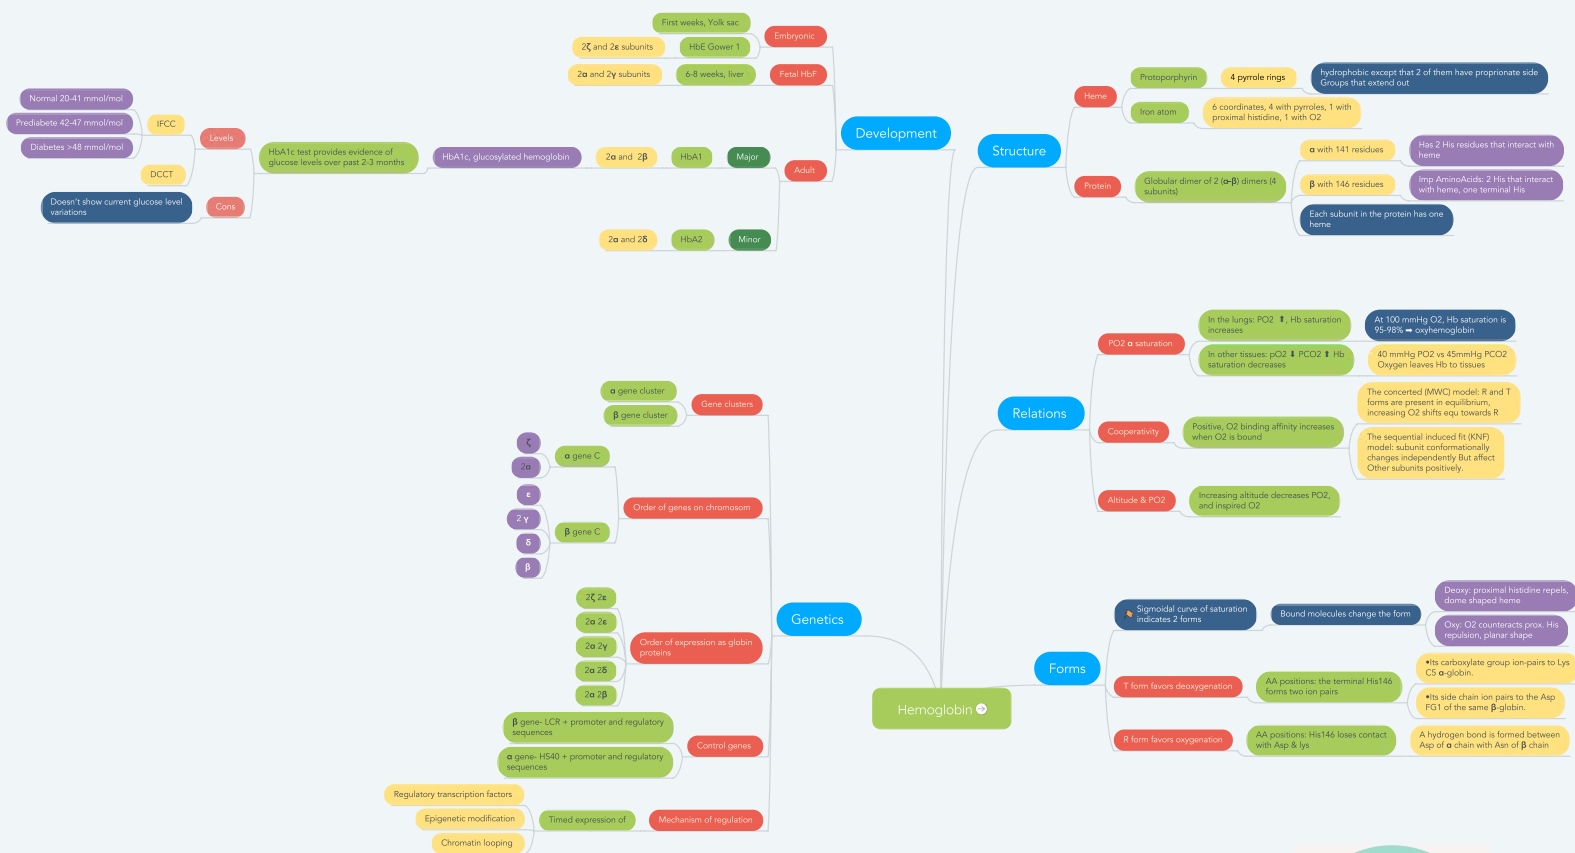 Hemoglobin
Development
Embryonic
First weeks, Yolk sac
HbE Gower 1
2ζ and 2ε subunits
Fetal HbF
6-8 weeks, liver
2α and 2γ subunits
Adult
Major
HbA1
2α and 2β
HbA1c, glucosylated hemoglobin
HbA1c test provides evidence of
glucose levels over past 2-3 months
Levels
IFCC
Normal 20-41 mmol/mol
Prediabete 42-47 mmol/mol
Diabetes >48 mmol/mol
DCCT
Cons
Doesn't show current glucose level
variations
Minor
HbA2
2α and 2δ
Structure
Heme
Protoporphyrin
4 pyrrole rings
hydrophobic except that 2 of them have proprionate side
Groups that extend out
Iron atom
6 coordinates, 4 with pyrroles, 1 with
proximal histidine, 1 with O2
Protein
Globular dimer of 2 (α-β) dimers (4
subunits)
α with 141 residues
Has 2 His residues that interact with
heme
β with 146 residues
Imp AminoAcids: 2 His that interact
with heme, one terminal His
Each subunit in the protein has one
heme
Relations
PO2 α saturation
In the lungs: PO2 ⬆, Hb saturation
increases
At 100 mmHg O2, Hb saturation is
95-98% ➡ oxyhemoglobin
In other tissues: pO2 ⬇ PCO2 ⬆ Hb
saturation decreases
40 mmHg PO2 vs 45mmHg PCO2
Oxygen leaves Hb to tissues
Cooperativity
Positive, O2 binding affinity increases
when O2 is bound
The concerted (MWC) model: R and T
forms are present in equilibrium,
increasing O2 shifts equ towards R
The sequential induced fit (KNF)
model: subunit conformationally
changes independently But affect
Other subunits positively.
Altitude & PO2
Increasing altitude decreases PO2,
and inspired O2
Genetics
Gene clusters
α gene cluster
β gene cluster
Order of genes on chromosom
α gene C
ζ
2α
β gene C
ε
2 γ
δ
β
Order of expression as globin
proteins
2ζ 2ε
2α 2ε
2α 2γ
2α 2δ
2α 2β
Control genes
β gene- LCR + promoter and regulatory
sequences
α gene- HS40 + promoter and regulatory
sequences
Mechanism of regulation
Timed expression of
Regulatory transcription factors
Epigenetic modification
Chromatin looping
Forms
Sigmoidal curve of saturation
indicates 2 forms
Bound molecules change the form
Deoxy: proximal histidine repels,
dome shaped heme
Oxy: O2 counteracts prox. His
repulsion, planar shape
T form favors deoxygenation
AA positions: the terminal His146
forms two ion pairs
•Its carboxylate group ion-pairs to Lys
C5 α-globin.
•Its side chain ion pairs to the Asp
FG1 of the same β-globin.
R form favors oxygenation
AA positions: His146 loses contact
with Asp & lys
A hydrogen bond is formed between
Asp of α chain with Asn of β chain